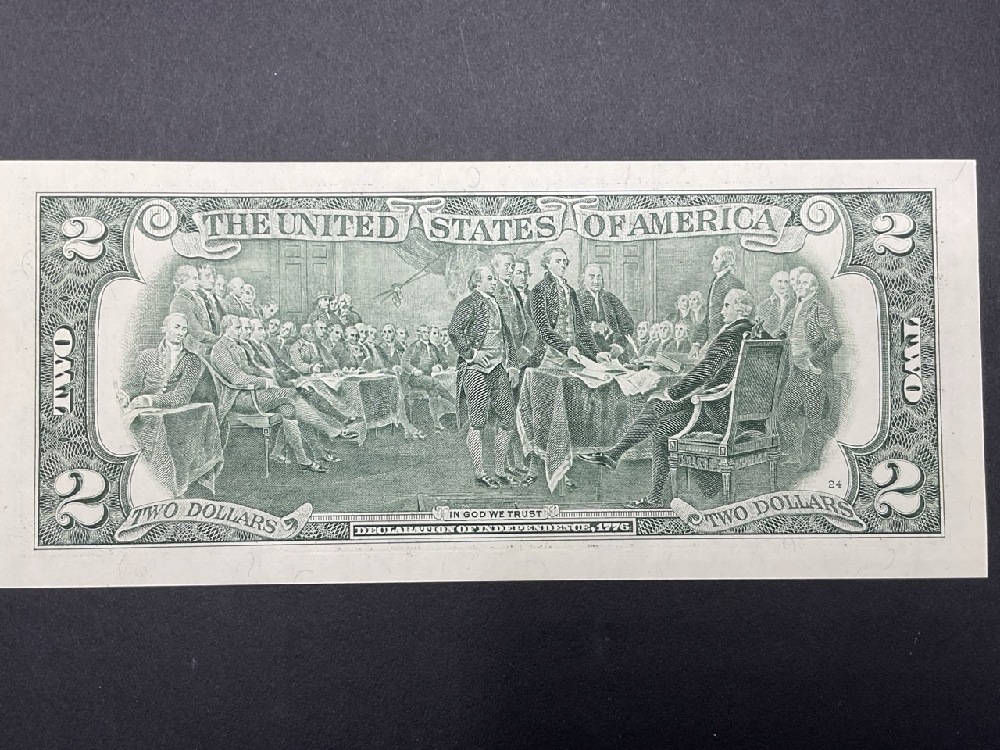 2
THE UNITED STATES OF AMERICA
2
TWO
TWO
2
24
2
TWO DOLLARS
IN GOD WE TRUST
TWO DOLLARS
DECLARATION OF INDEPENDENCE, 1776